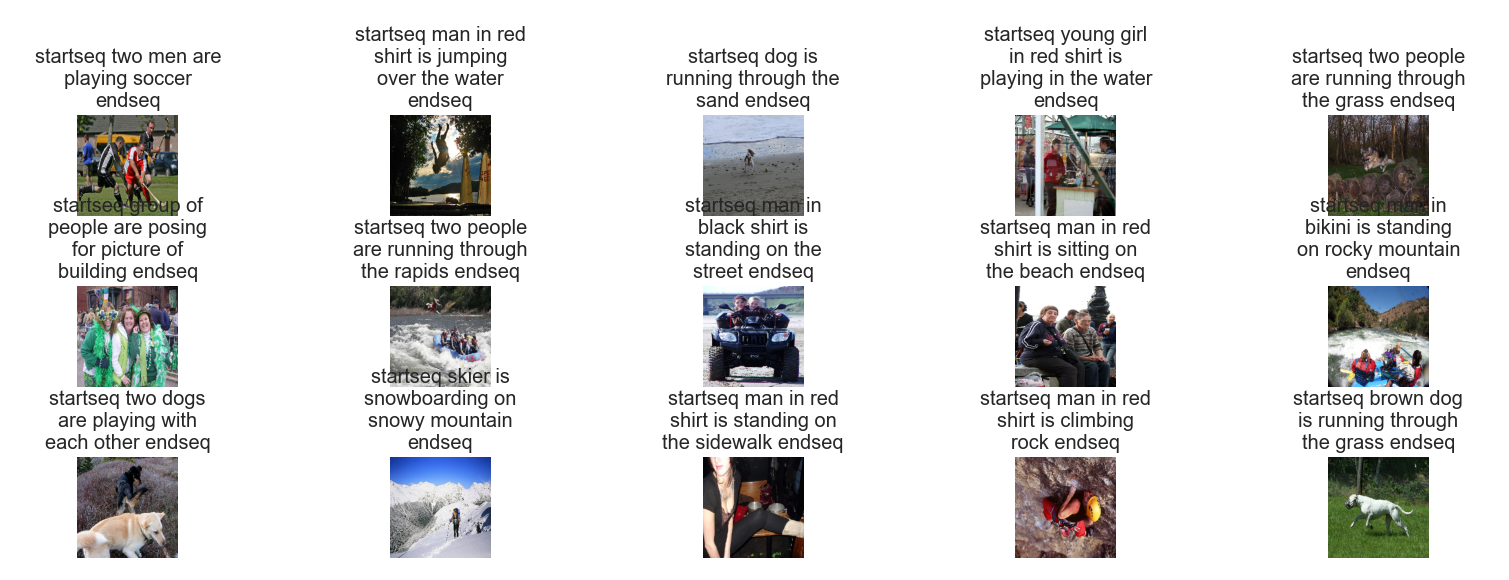 startseq two men are
playing soccer
endseq
startseq man in red
shirt is jumping
over the water
endseq
startseq dog is
running through the
sand endseq
startseq young girl
in red shirt is
playing in the water
endseq
startseq two people
are running through
the grass endseq
startseq group of
people are posing
for picture of
building endseq
startseq two people
are running through
the rapids endseq
startseq man in
black shirt is
standing on the
street endseq
startseq man in red
shirt is sitting on
the beach endseq
startseq man in
bikini is standing
on rocky mountain
endseq
startseq two dogs
are playing with
each other endseq
startseq skier is
snowboarding on
snowy mountain
endseq
startseq man in red
shirt is standing on
the sidewalk endseq
startseq man in red
shirt is climbing
rock endseq
startseq brown dog
is running through
the grass endseq